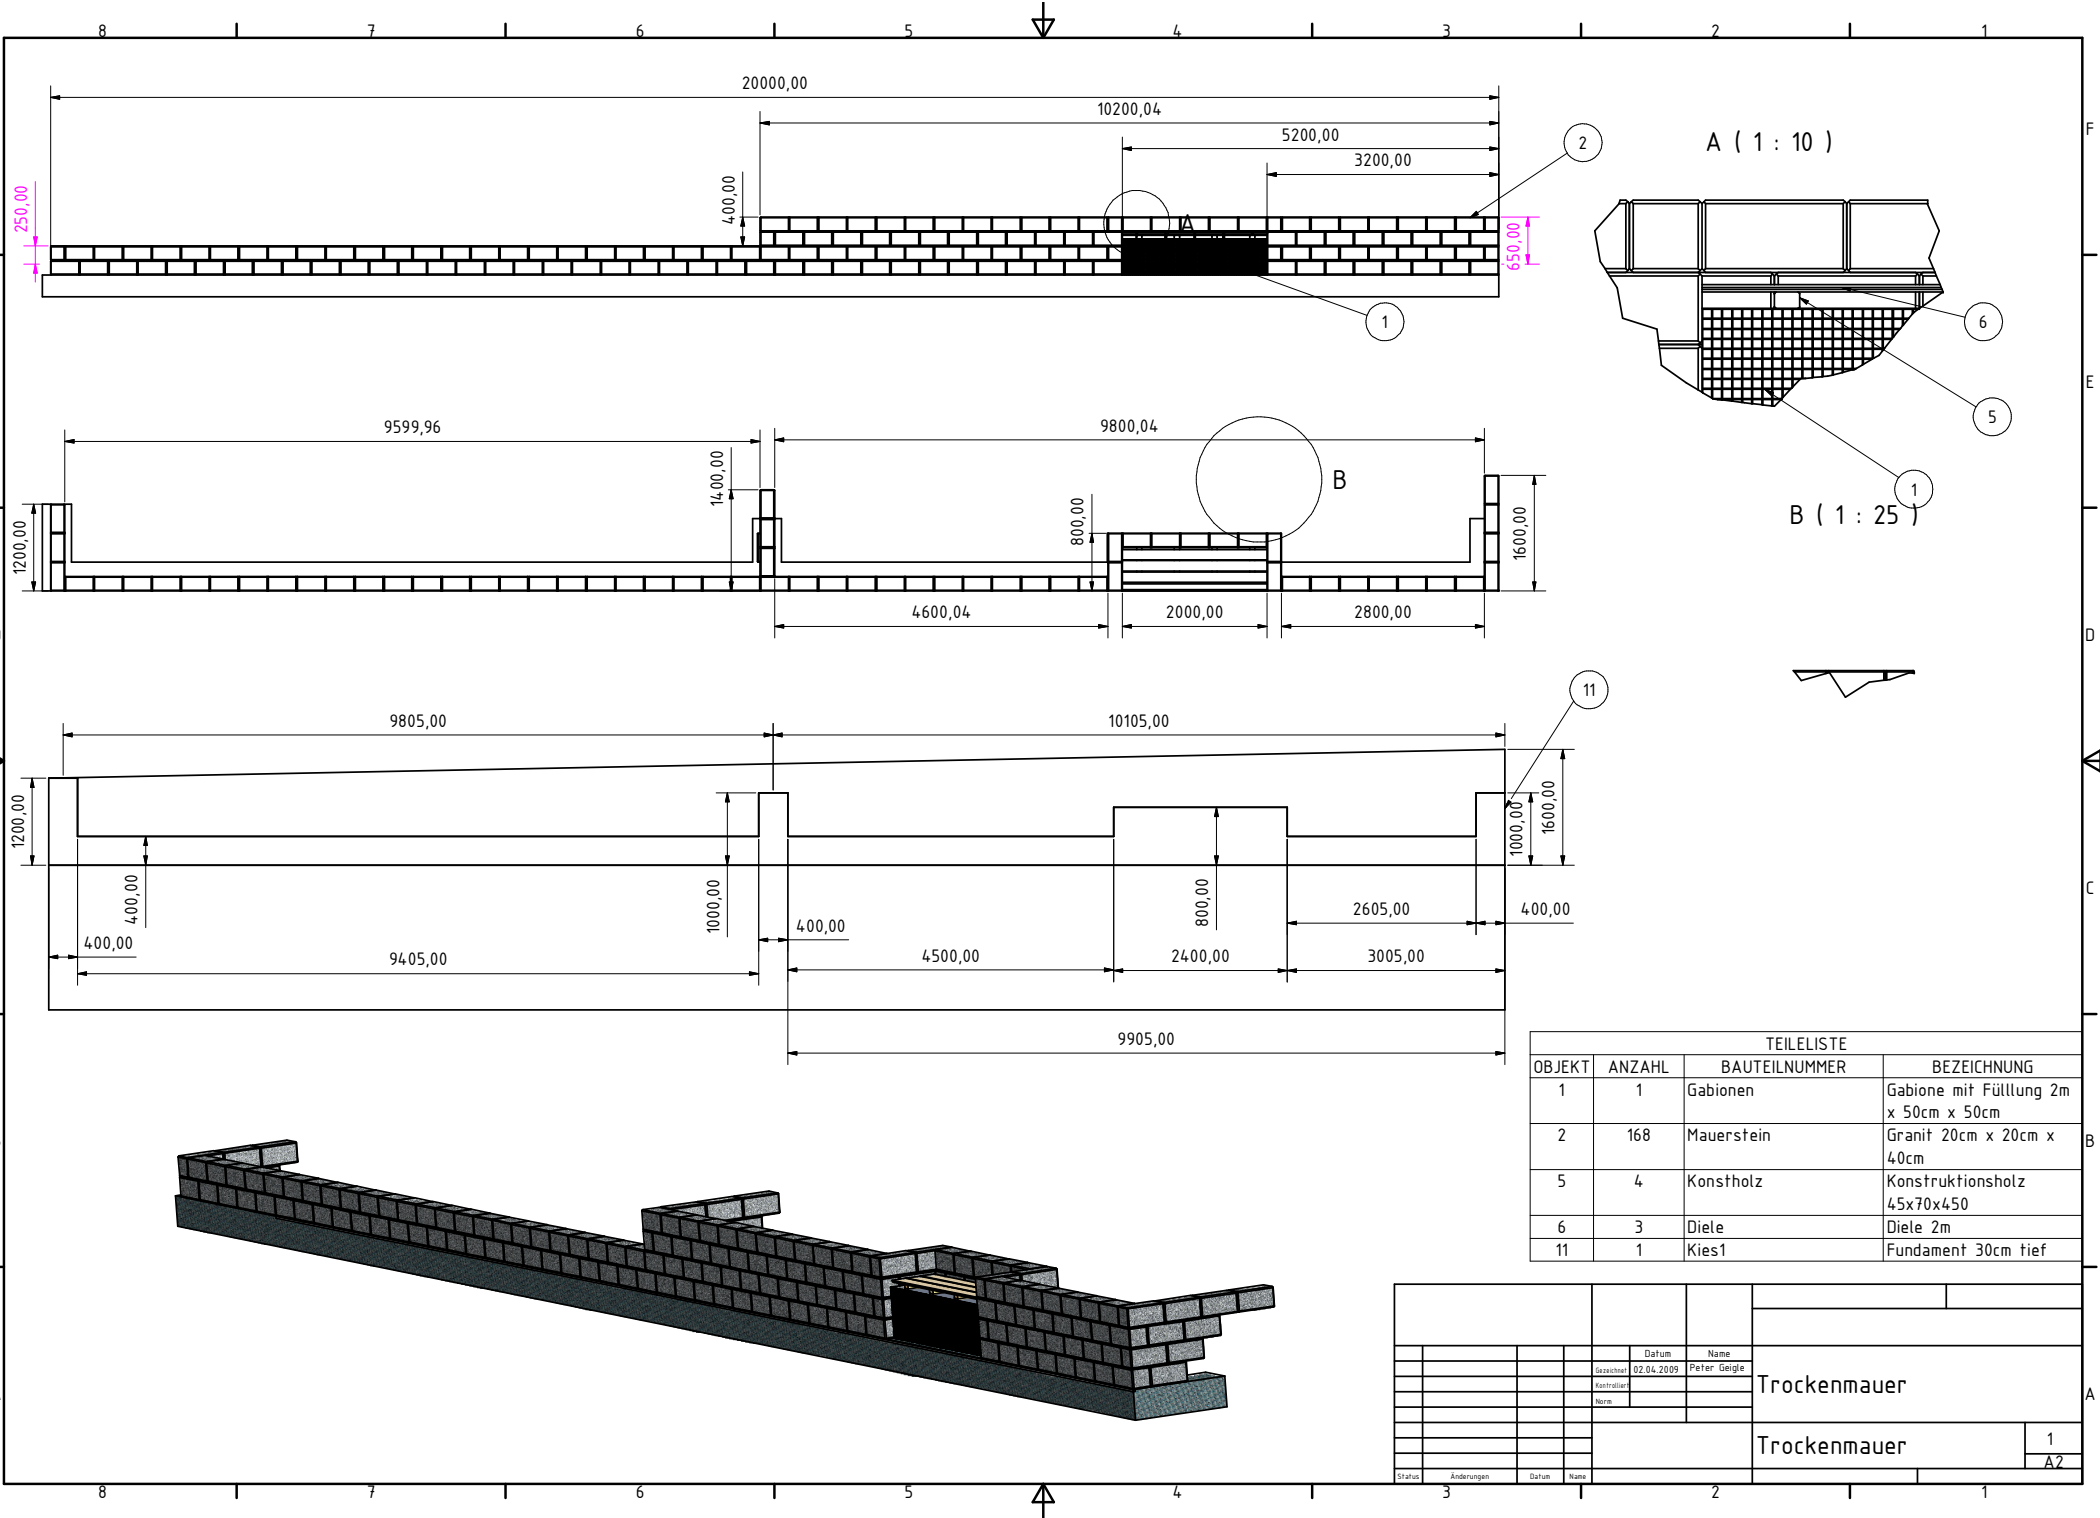 8 7 6 5 4 3 2 1
20000,00
10200,04
5200,00
3200,00
400,00
250,00
650,00
A
2
1
A ( 1 : 10 )
6
5
1
B ( 1 : 25 )
F
E
D
C
B
A
9599,96
9800,04
1400,00
1200,00
800,00
1600,00
B
4600,04
2000,00
2800,00
11
9805,00
10105,00
1200,00
400,00
1000,00
800,00
1000,00
1600,00
400,00
9405,00
400,00
4500,00
2400,00
2605,00
400,00
3005,00
9905,00
TEILELISTE
OBJEKT ANZAHL BAUTEILNUMMER BEZEICHNUNG
1 1 Gabionen Gabione mit Fülllung 2m
x 50cm x 50cm
2 168 Mauerstein Granit 20cm x 20cm x
40cm
5 4 Konstholz Konstruktionsholz
45x70x450
6 3 Diele Diele 2m
11 1 Kies1 Fundament 30cm tief
Datum Name
Gezeichnet 02.04.2009 Peter Geigle
Kontrolliert
Norm
Trockenmauer
Trockenmauer
1
A2
Status Änderungen Datum Name
8 7 6 5 4 3 2 1